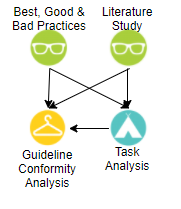 Best, Good &
Bad Practices
Literature
Study
Guideline
Conformity
Analysis
Task
Analysis